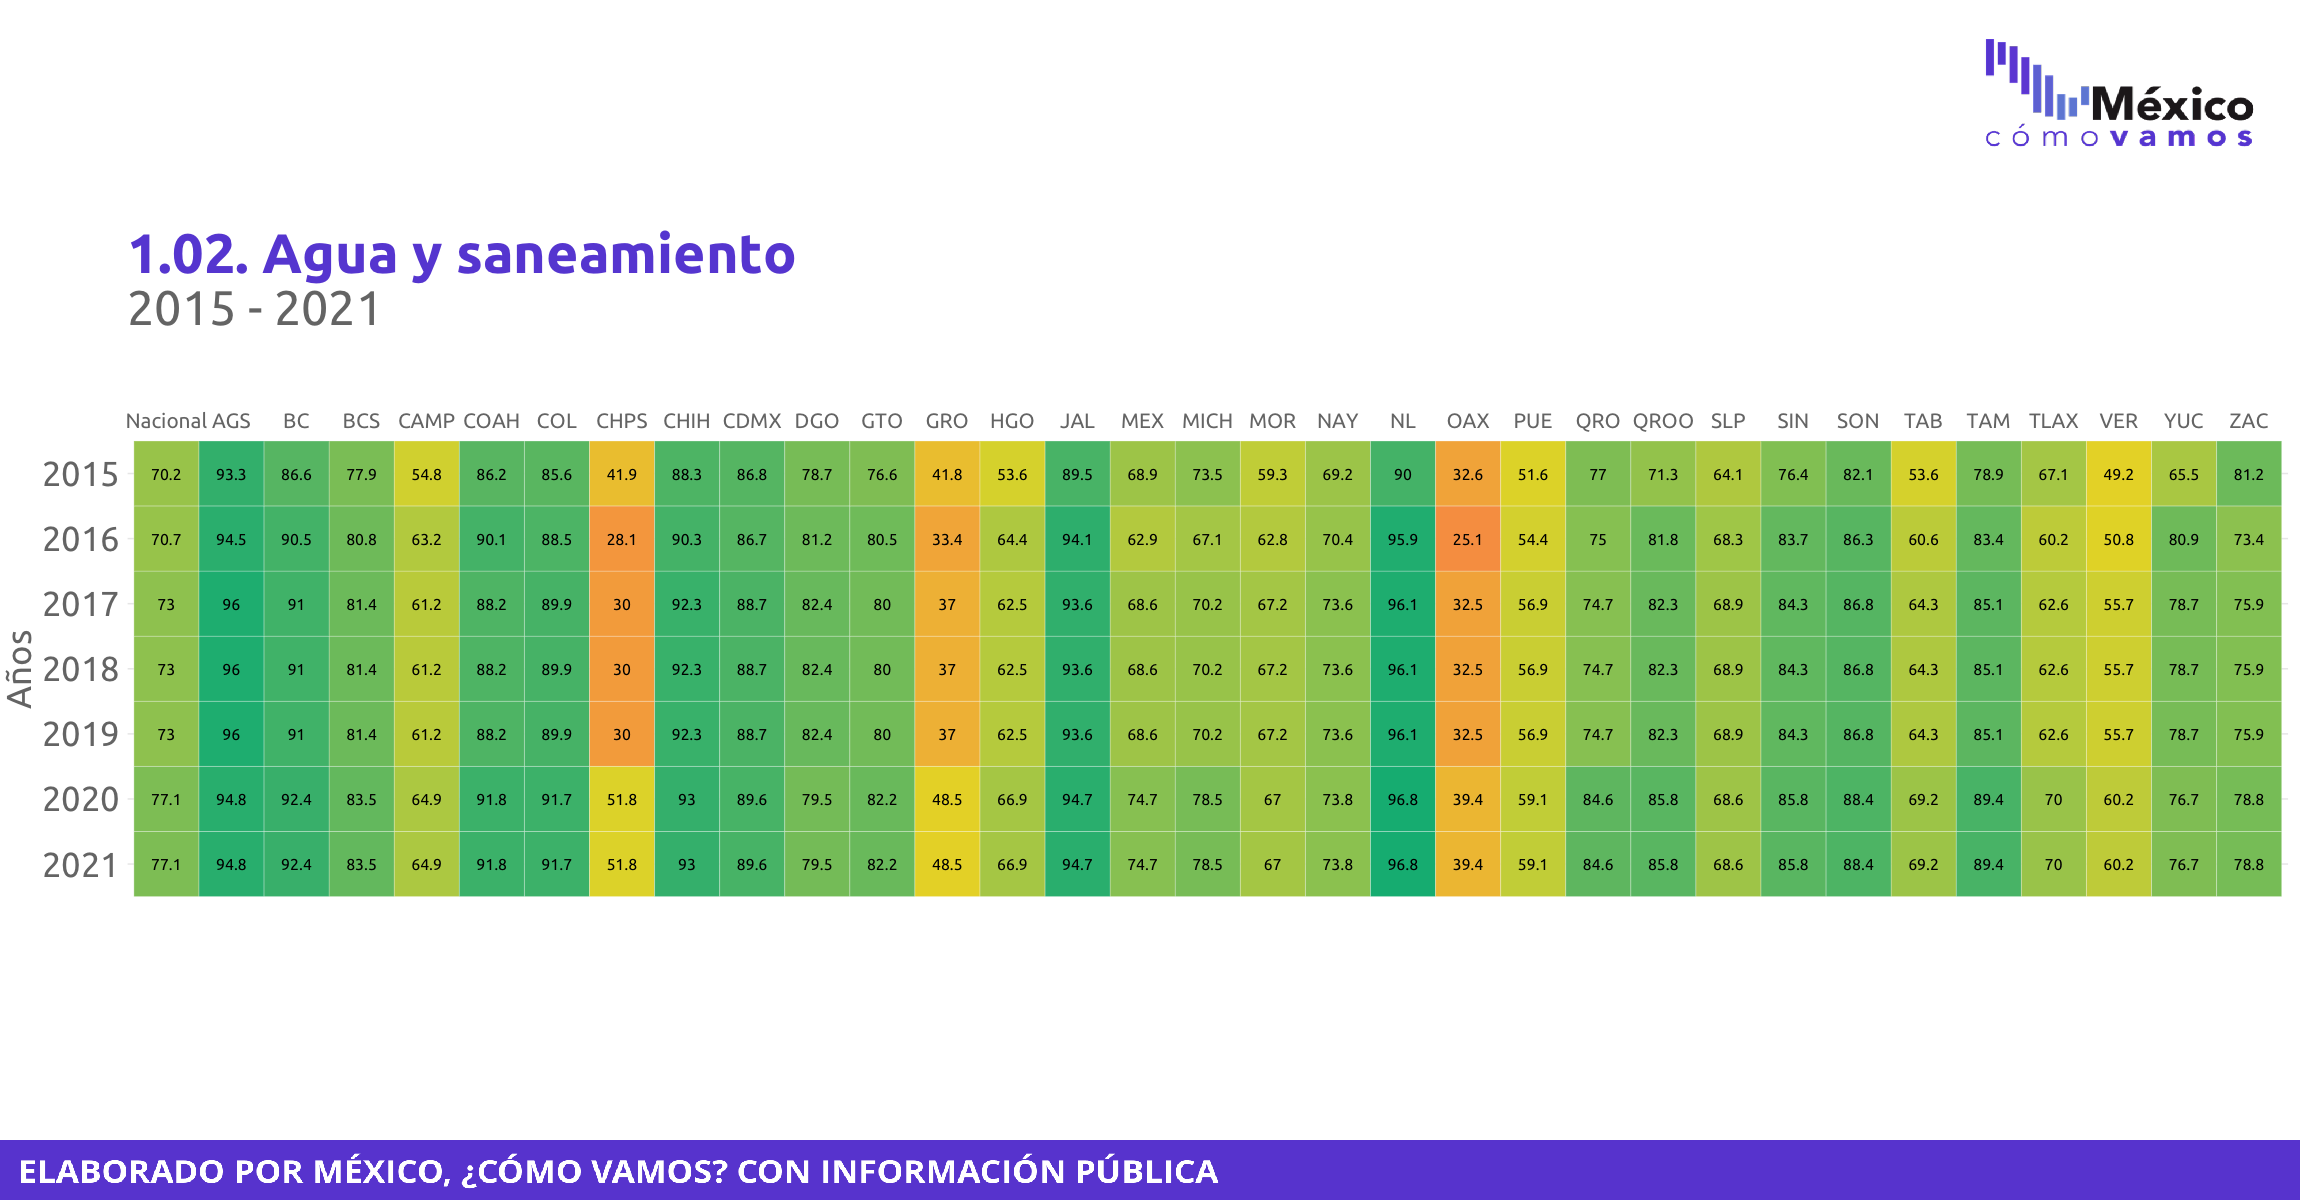 México
cómo vamos
1.02. Agua y saneamiento
2015 - 2021
Nacional AGS BC BCS CAMP COAH COL CHPS CHIH CDMX DGO GTO GRO HGO JAL MEX MICH MOR NAY NL OAX PUE QRO QROO SLP SIN SON TAB TAM TLAX VER YUC ZAC
2015 70.2 93.3 86.6 77.9 54.8 86.2 85.6 41.9 88.3 86.8 78.7 76.6 41.8 53.6 89.5 68.9 73.5 59.3 69.2 90 32.6 51.6 77 71.3 64.1 76.4 82.1 53.6 78.9 67.1 49.2 65.5 81.2
2016 70.7 94.5 90.5 80.8 63.2 90.1 88.5 28.1 90.3 86.7 81.2 80.5 33.4 64.4 94.1 62.9 67.1 62.8 70.4 95.9 25.1 54.4 75 81.8 68.3 83.7 86.3 60.6 83.4 60.2 50.8 80.9 73.4
2017 73 96 91 81.4 61.2 88.2 89.9 30 92.3 88.7 82.4 80 37 62.5 93.6 68.6 70.2 67.2 73.6 96.1 32.5 56.9 74.7 82.3 68.9 84.3 86.8 64.3 85.1 62.6 55.7 78.7 75.9
2018 73 96 91 81.4 61.2 88.2 89.9 30 92.3 88.7 82.4 80 37 62.5 93.6 68.6 70.2 67.2 73.6 96.1 32.5 56.9 74.7 82.3 68.9 84.3 86.8 64.3 85.1 62.6 55.7 78.7 75.9
2019 73 96 91 81.4 61.2 88.2 89.9 30 92.3 88.7 82.4 80 37 62.5 93.6 68.6 70.2 67.2 73.6 96.1 32.5 56.9 74.7 82.3 68.9 84.3 86.8 64.3 85.1 62.6 55.7 78.7 75.9
2020 77.1 94.8 92.4 83.5 64.9 91.8 91.7 51.8 93 89.6 79.5 82.2 48.5 66.9 94.7 74.7 78.5 67 73.8 96.8 39.4 59.1 84.6 85.8 68.6 85.8 88.4 69.2 89.4 70 60.2 76.7 78.8
2021 77.1 94.8 92.4 83.5 64.9 91.8 91.7 51.8 93 89.6 79.5 82.2 48.5 66.9 94.7 74.7 78.5 67 73.8 96.8 39.4 59.1 84.6 85.8 68.6 85.8 88.4 69.2 89.4 70 60.2 76.7 78.8
Años
ELABORADO POR MÉXICO, ¿CÓMO VAMOS? CON INFORMACIÓN PÚBLICA